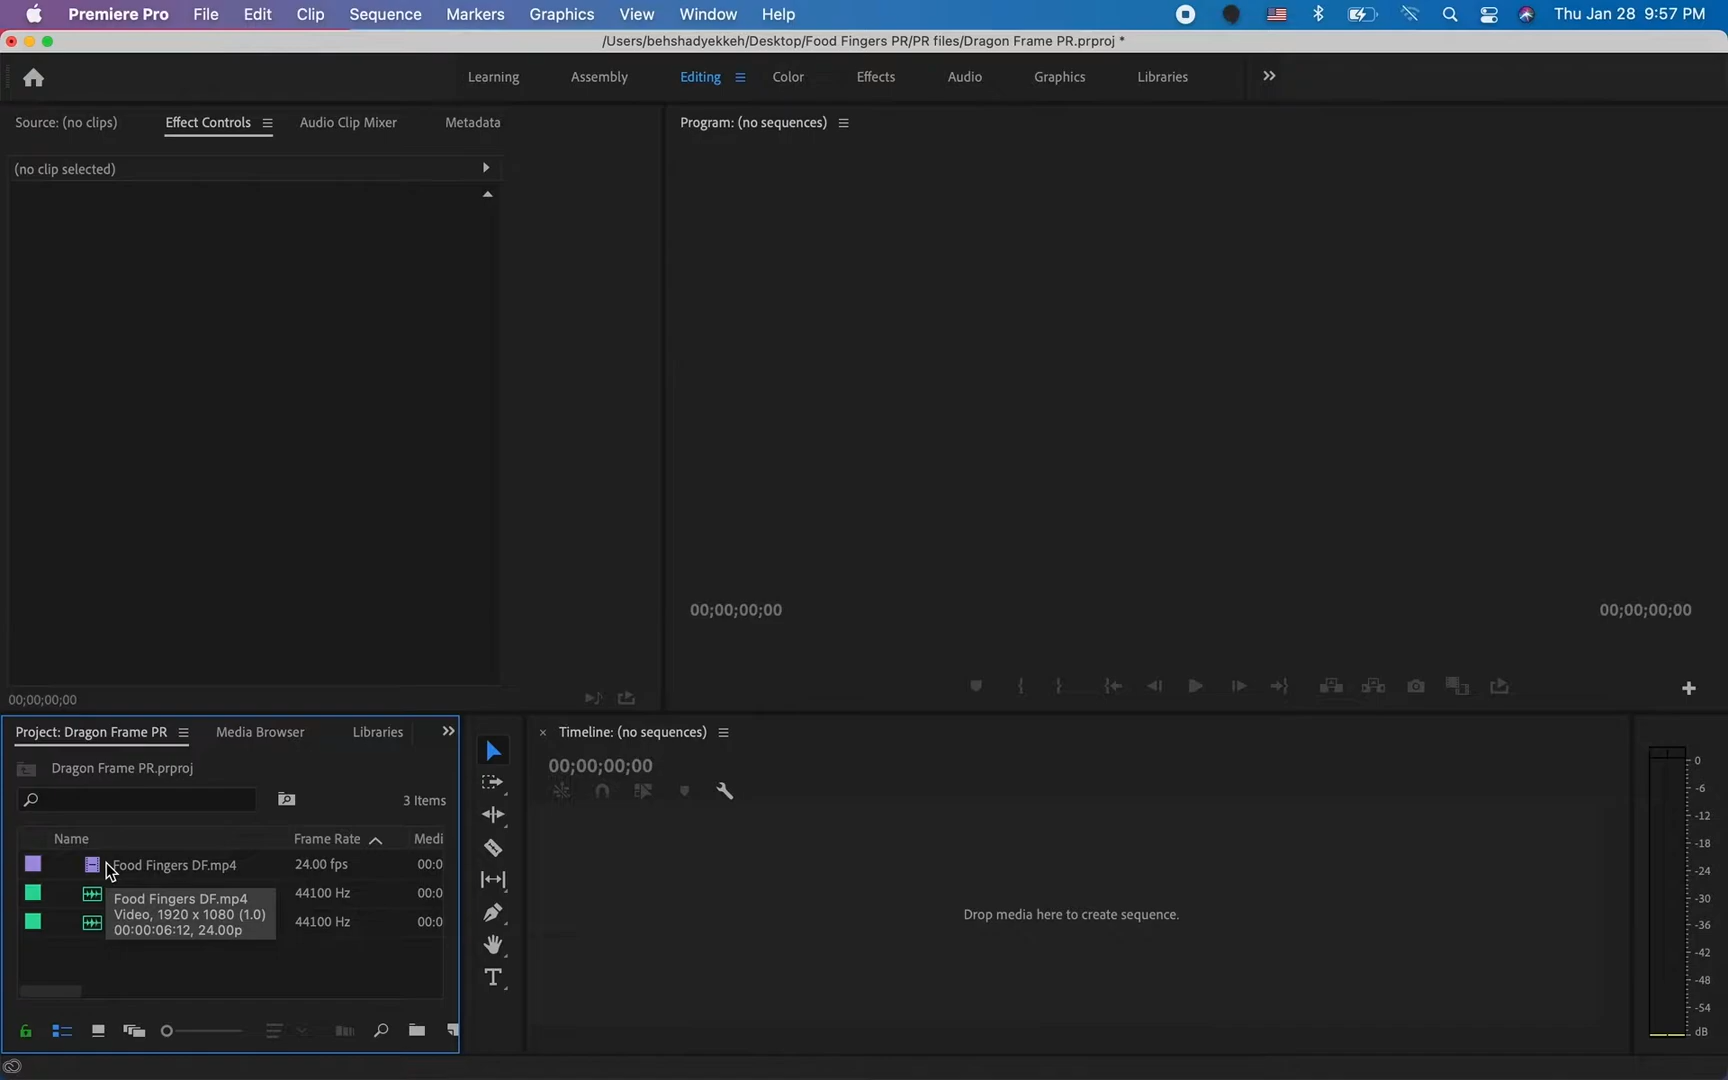 Premiere Pro File Edit Clip Sequence Markers Graphics View Window Help Thu Jan 28 9:57 PM
/Users/behshadyekkeh/Desktop/Food Fingers PR/PR files/Dragon Frame PR.prproj *
Learning Assembly Editing Color Effects Audio Graphics Libraries
Source: (no clips) Effect Controls Audio Clip Mixer Metadata
Program: (no sequences)
(no clip selected)
00;00;00;00 00;00;00;00
00;00;00;00
Project: Dragon Frame PR Media Browser Libraries
Timeline: (no sequences)
00;00;00;00
Dragon Frame PR.prproj
3 Items
Name Frame Rate Medi
Food Fingers DF.mp4 24.00 fps 00:0
44100 Hz 00:0
44100 Hz 00:0
Food Fingers DF.mp4
Video, 1920 x 1080 (1.0)
00:00:06:12, 24.00p
Drop media here to create sequence.
T
0
-6
-12
-18
-24
-30
-36
-42
-48
-54
dB